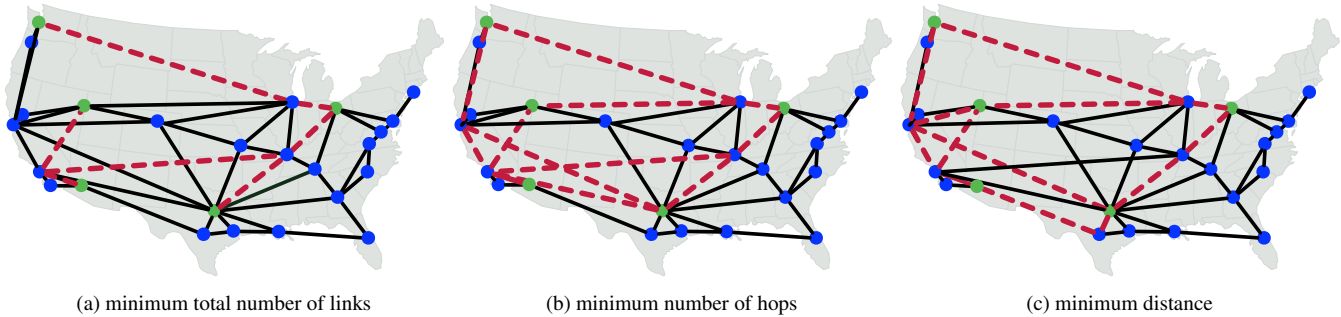 (a) minimum total number of links
(b) minimum number of hops
(c) minimum distance